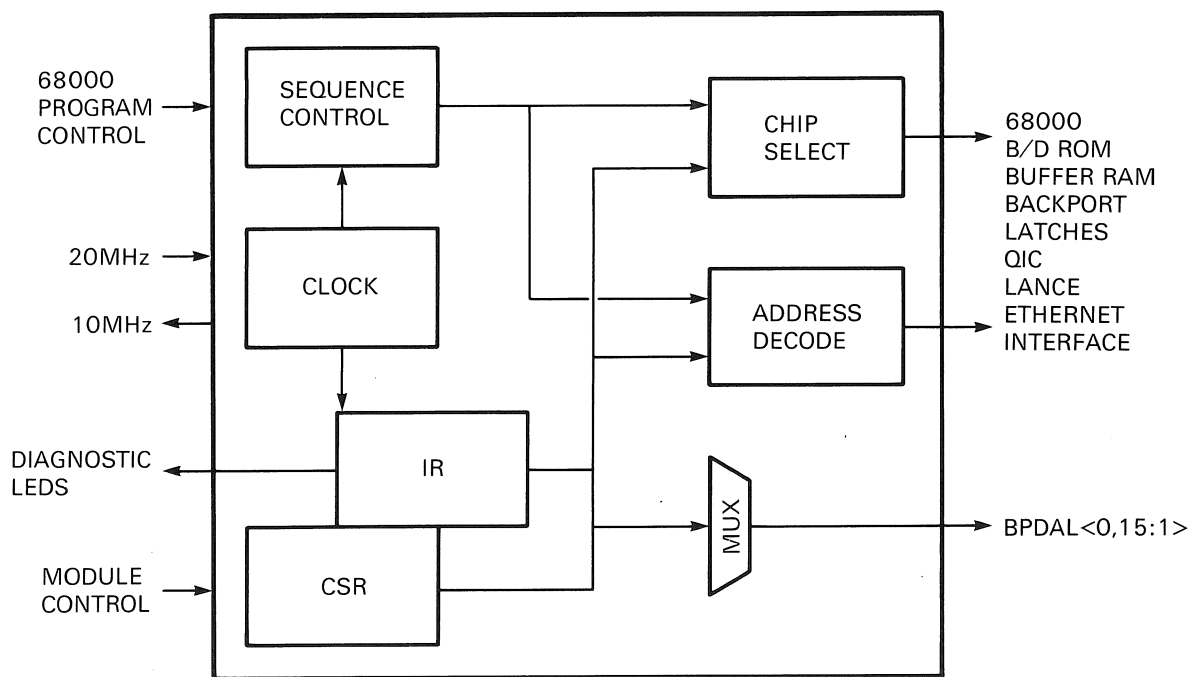 68000
PROGRAM
CONTROL
20MHz
10MHz
DIAGNOSTIC
LEDS
MODULE
CONTROL
SEQUENCE
CONTROL
CLOCK
IR
CSR
CHIP
SELECT
ADDRESS
DECODE
MUX
68000
B/D ROM
BUFFER RAM
BACKPORT
LATCHES
QIC
LANCE
ETHERNET
INTERFACE
BPDAL<0,15:1>